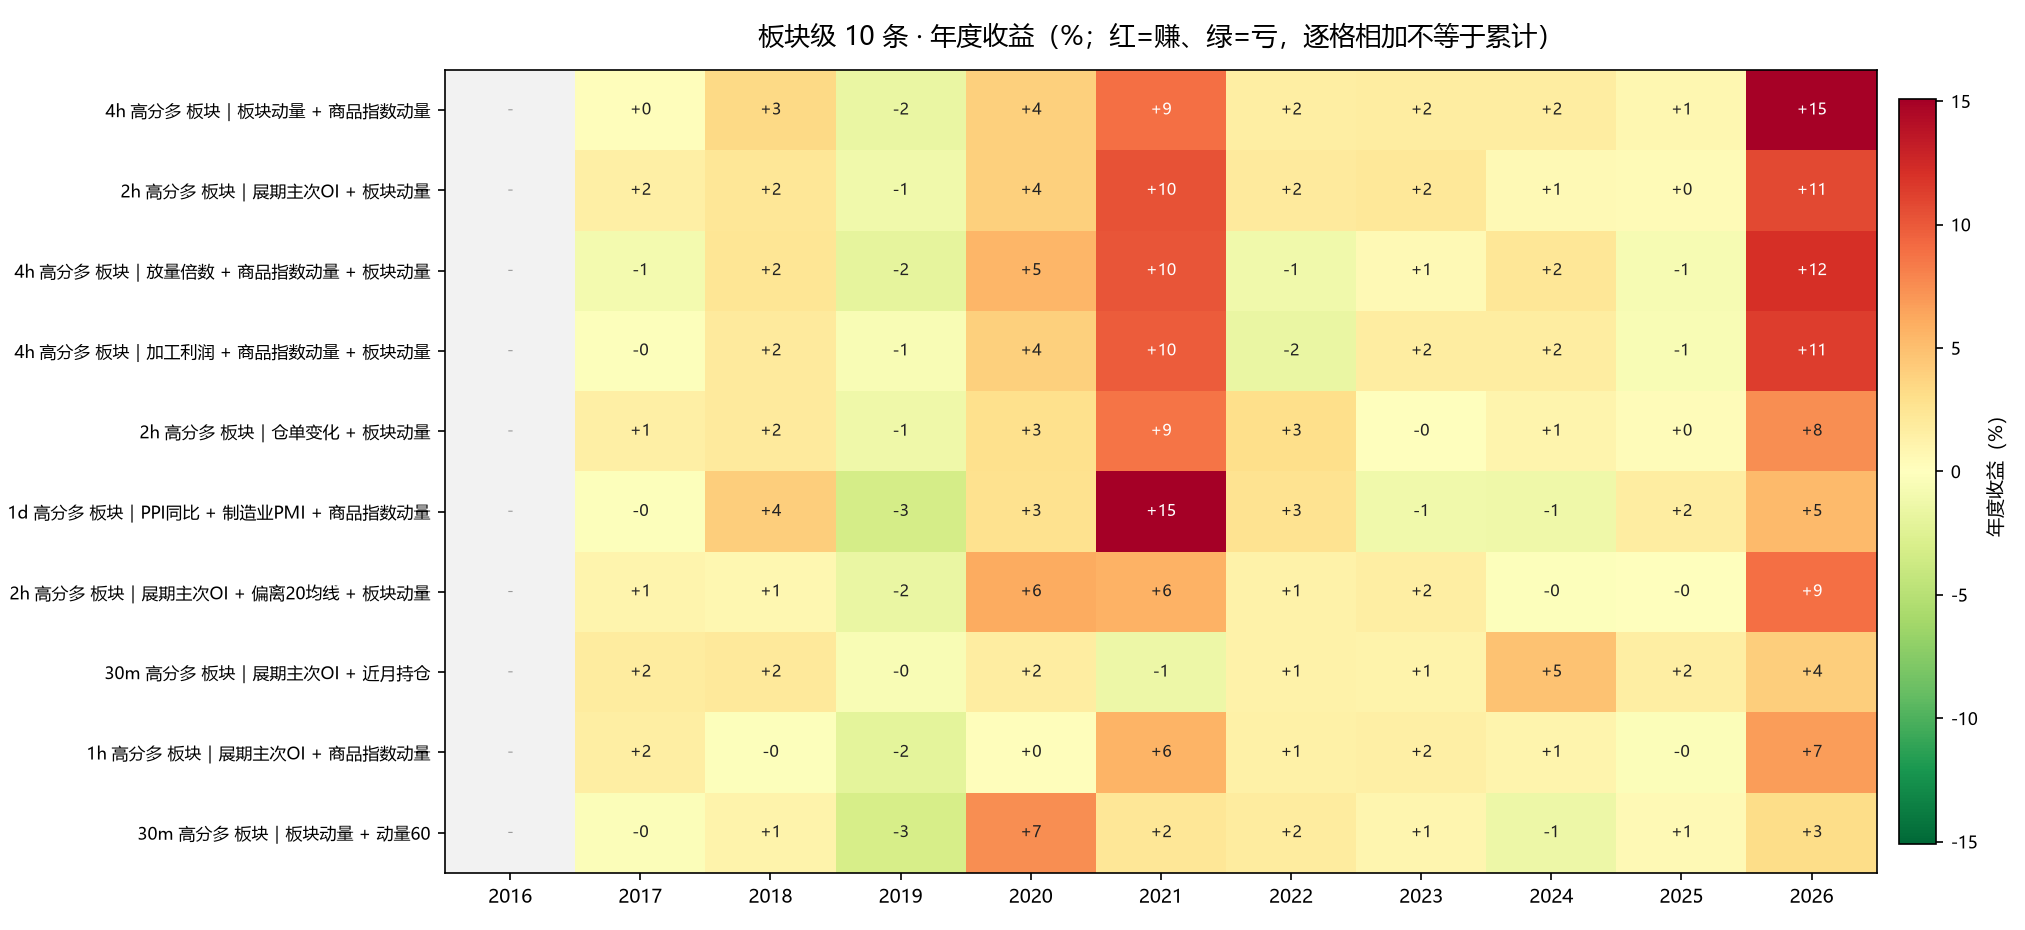 板块级 10 条 · 年度收益（%；红=赚、绿=亏，逐格相加不等于累计）
4h 高分多 板块｜板块动量 + 商品指数动量 - +0 +3 -2 +4 +9 +2 +2 +2 +1 +15
2h 高分多 板块｜展期主次OI + 板块动量 - +2 +2 -1 +4 +10 +2 +2 +1 +0 +11
4h 高分多 板块｜放量倍数 + 商品指数动量 + 板块动量 - -1 +2 -2 +5 +10 -1 +1 +2 -1 +12
4h 高分多 板块｜加工利润 + 商品指数动量 + 板块动量 - -0 +2 -1 +4 +10 -2 +2 +2 -1 +11
2h 高分多 板块｜仓单变化 + 板块动量 - +1 +2 -1 +3 +9 +3 -0 +1 +0 +8
1d 高分多 板块｜PPI同比 + 制造业PMI + 商品指数动量 - -0 +4 -3 +3 +15 +3 -1 -1 +2 +5
2h 高分多 板块｜展期主次OI + 偏离20均线 + 板块动量 - +1 +1 -2 +6 +6 +1 +2 -0 -0 +9
30m 高分多 板块｜展期主次OI + 近月持仓 - +2 +2 -0 +2 -1 +1 +1 +5 +2 +4
1h 高分多 板块｜展期主次OI + 商品指数动量 - +2 -0 -2 +0 +6 +1 +2 +1 -0 +7
30m 高分多 板块｜板块动量 + 动量60 - -0 +1 -3 +7 +2 +2 +1 -1 +1 +3
2016 2017 2018 2019 2020 2021 2022 2023 2024 2025 2026
15
10
5
0
-5
-10
-15
年度收益（%）